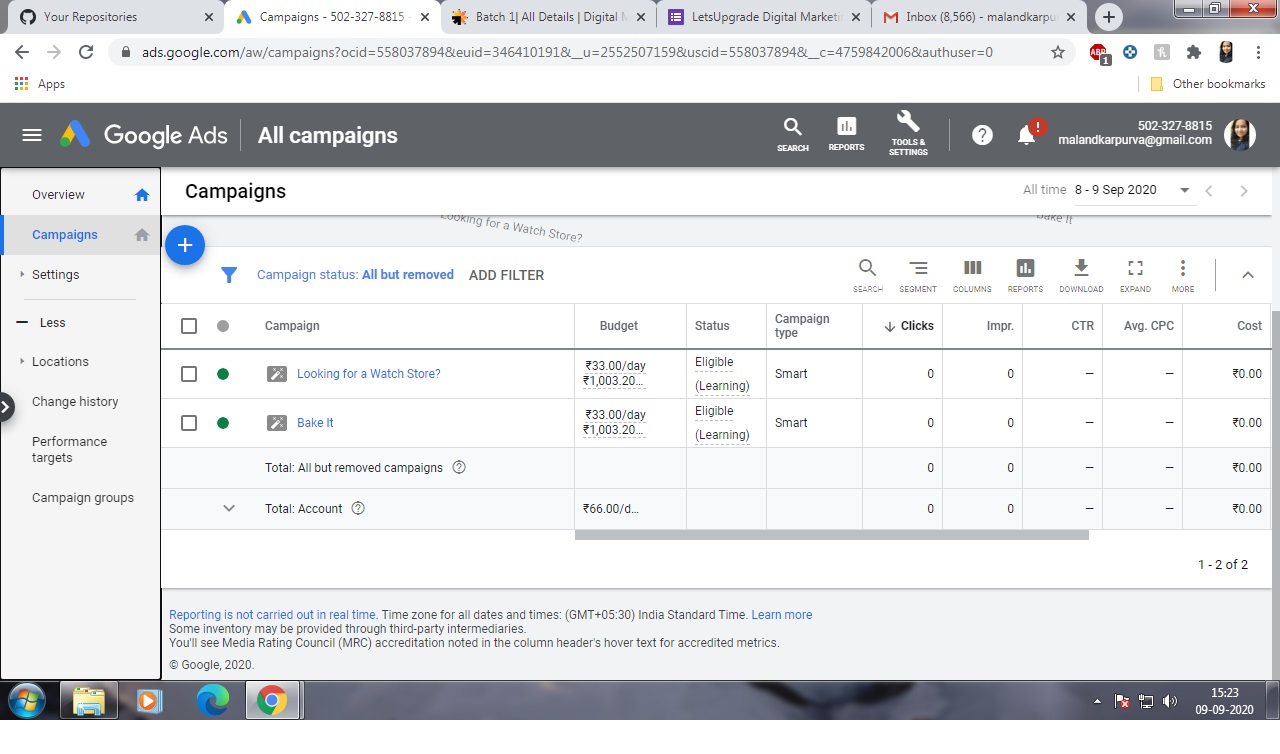 Your Repositories
Campaigns - 502-327-8815 -
Batch 1| All Details | Digital M
LetsUpgrade Digital Marketi
Inbox (8,566) - malandkarpu
ads.google.com/aw/campaigns?ocid=558037894&euid=346410191&__u=2552507159&uscid=558037894&__c=4759842006&authuser=0
ABP
1
Apps
Other bookmarks
Google Ads
All campaigns
SEARCH
REPORTS
TOOLS & SETTINGS
502-327-8815
malandkarpurva@gmail.com
Overview
Campaigns
Settings
Less
Locations
Change history
Performance targets
Campaign groups
Campaigns
All time 8 - 9 Sep 2020
Looking for a Watch Store?
Bake It
Campaign status: All but removed ADD FILTER
SEARCH SEGMENT COLUMNS REPORTS DOWNLOAD EXPAND MORE
Campaign Budget Status Campaign type Clicks Impr. CTR Avg. CPC Cost
Looking for a Watch Store? ₹33.00/day ₹1,003.20... Eligible (Learning) Smart 0 0 — — ₹0.00
Bake It ₹33.00/day ₹1,003.20... Eligible (Learning) Smart 0 0 — — ₹0.00
Total: All but removed campaigns 0 0 — — ₹0.00
Total: Account ₹66.00/d... 0 0 — — ₹0.00
1 - 2 of 2
Reporting is not carried out in real time. Time zone for all dates and times: (GMT+05:30) India Standard Time. Learn more
Some inventory may be provided through third-party intermediaries.
You'll see Media Rating Council (MRC) accreditation noted in the column header's hover text for accredited metrics.
© Google, 2020.
15:23
09-09-2020